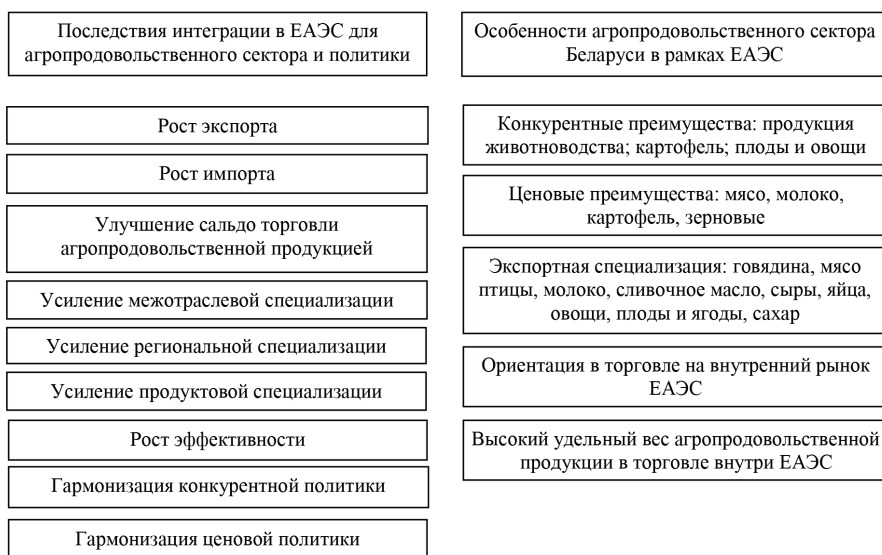 Последствия интеграции в ЕАЭС для
агропродовольственного сектора и политики
Рост экспорта
Рост импорта
Улучшение сальдо торговли
агропродовольственной продукцией
Усиление межотраслевой специализации
Усиление региональной специализации
Усиление продуктовой специализации
Рост эффективности
Гармонизация конкурентной политики
Гармонизация ценовой политики
Особенности агропродовольственного сектора
Беларуси в рамках ЕАЭС
Конкурентные преимущества: продукция
животноводства; картофель; плоды и овощи
Ценовые преимущества: мясо, молоко,
картофель, зерновые
Экспортная специализация: говядина, мясо
птицы, молоко, сливочное масло, сыры, яйца,
овощи, плоды и ягоды, сахар
Ориентация в торговле на внутренний рынок
ЕАЭС
Высокий удельный вес агропродовольственной
продукции в торговле внутри ЕАЭС